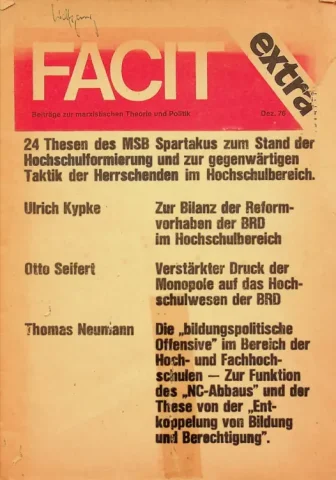 FACIT
extra
Beiträge zur marxistischen Theorie und Politik
Dez. 76
24 Thesen des MSB Spartakus zum Stand der
Hochschulformierung und zur gegenwärtigen
Taktik der Herrschenden im Hochschulbereich.
Ulrich Kypke
Zur Bilanz der Reform-
vorhaben der BRD
im Hochschulbereich
Otto Seifert
Verstärkter Druck der
Monopole auf das Hoch-
schulwesen der BRD
Thomas Neumann
Die „bildungspolitische
Offensive" im Bereich der
Hoch- und Fachhoch-
schulen — Zur Funktion
des „NC-Abbaus" und der
These von der „Ent-
koppelung von Bildung
und Berechtigung".